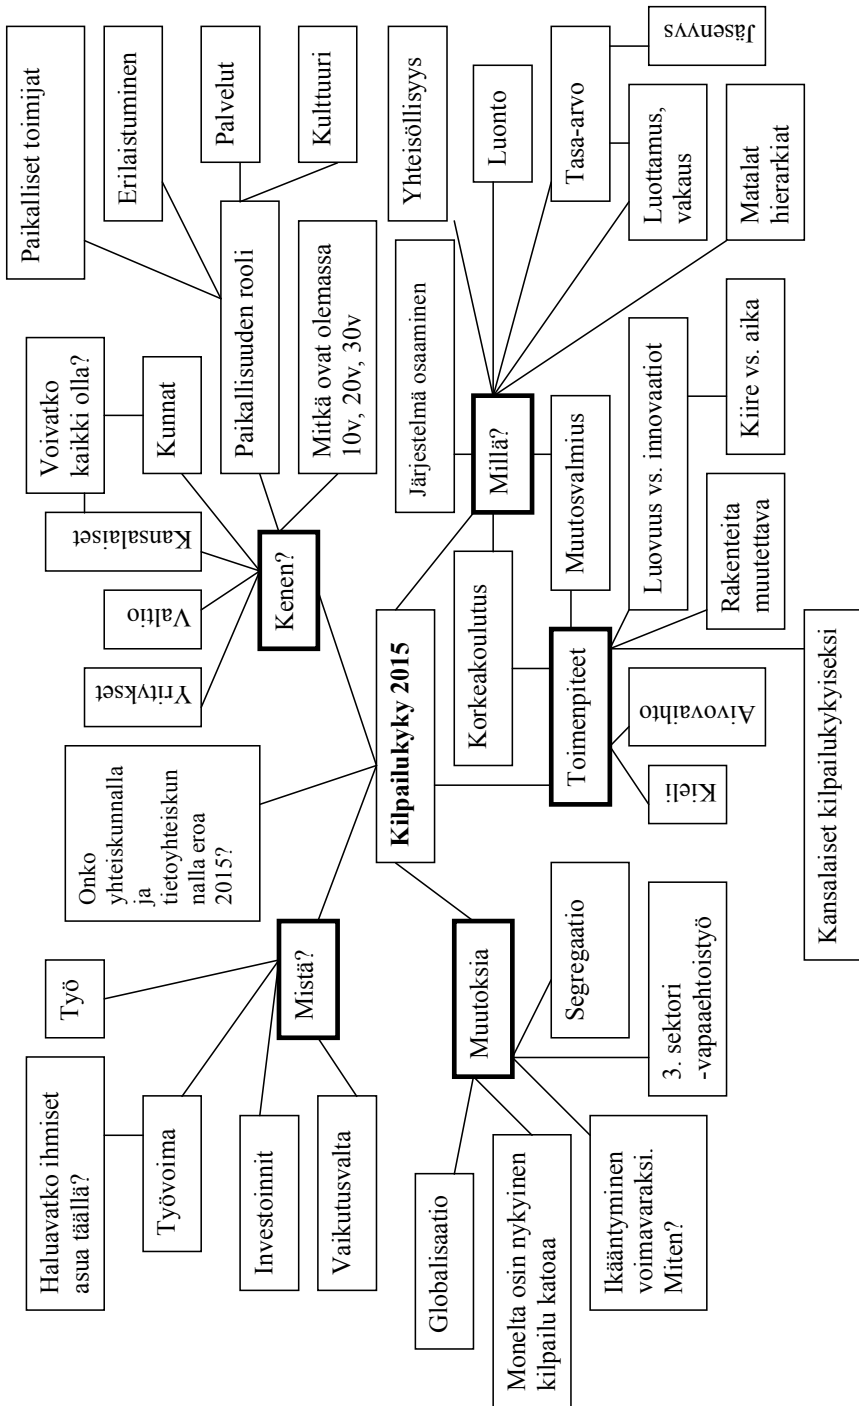 Haluavatko ihmiset
asua täällä?
Työ
Työvoima
Investoinnit
Vaikutusvalta
Mistä?
Onko
yhteiskunnalla
ja
tietoyhteiskun
nalla eroa
2015?
Yritykset
Valtio
Kansalaiset
Voivatko
kaikki olla?
Kunnat
Kenen?
Paikalliset toimijat
Erilaistuminen
Palvelut
Kulttuuri
Paikallisuuden rooli
Mitkä ovat olemassa
10v, 20v, 30v
Kilpailukyky 2015
Globalisaatio
Monelta osin nykyinen
kilpailu katoaa
Ikääntyminen
voimavaraksi.
Miten?
Muutoksia
Segregaatio
3. sektori
-vapaaehtoistyö
Järjestelmä osaaminen
Yhteisöllisyys
Luonto
Tasa-arvo
Jäsenyys
Luottamus,
vakaus
Matalat
hierarkiat
Millä?
Korkeakoulutus
Muutosvalmius
Toimenpiteet
Luovuus vs. innovaatiot
Kiire vs. aika
Rakenteita
muutettava
Aivovaihto
Kieli
Kansalaiset kilpailukykyiseksi